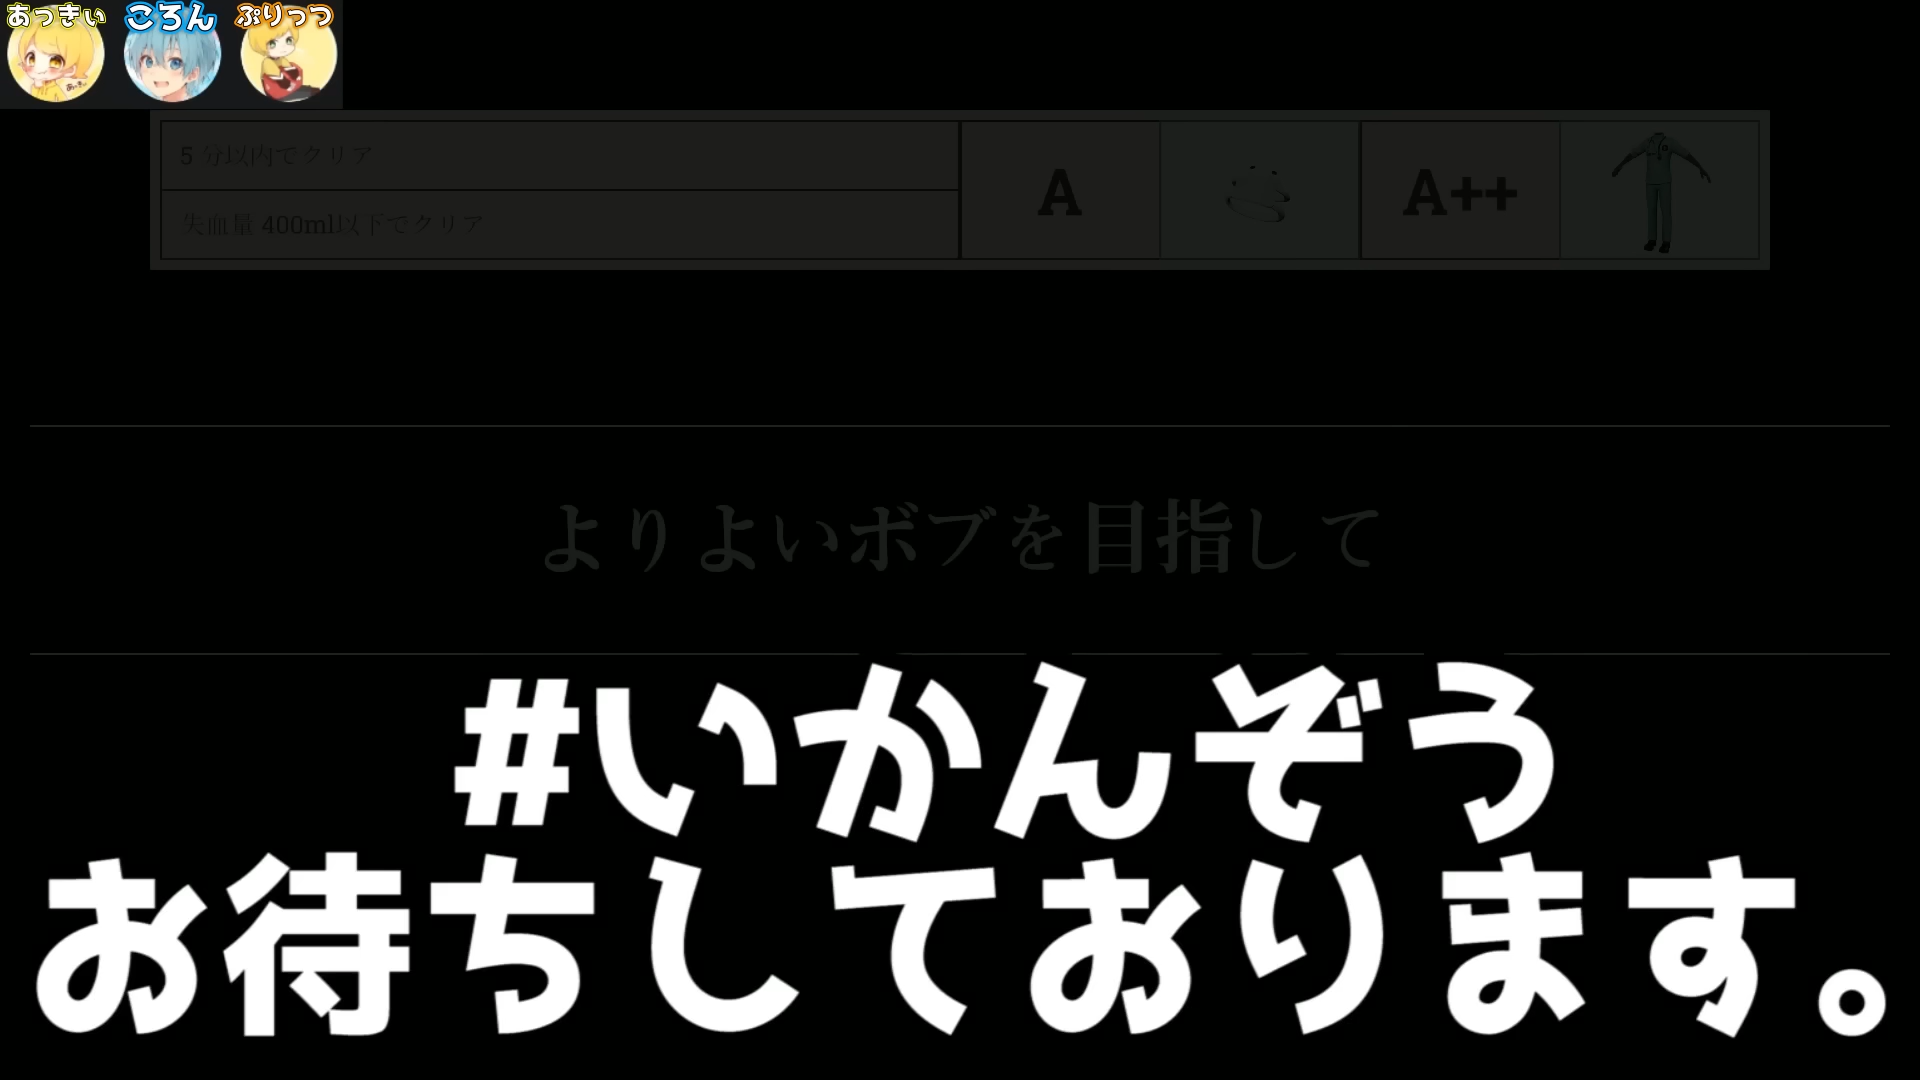 あっきぃ ころん ぷりっつ
5 分以内でクリア
失血量 400ml以下でクリア
A
A++
よりよいボブを目指して
#いかんぞう
お待ちしております。